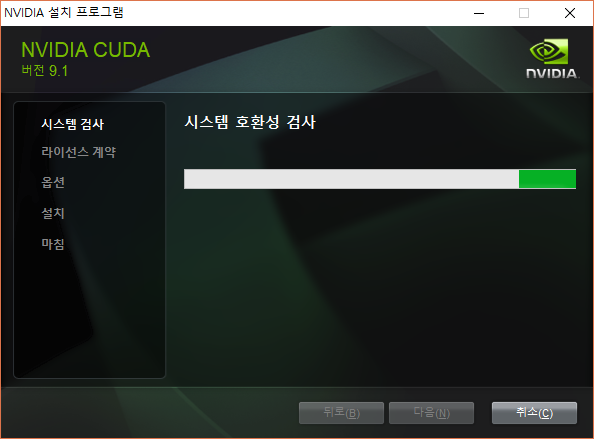 NVIDIA 설치 프로그램
NVIDIA CUDA
버전 9.1
NVIDIA.
시스템 검사
라이선스 계약
옵션
설치
마침
시스템 호환성 검사
뒤로(B)
다음(N)
취소(C)